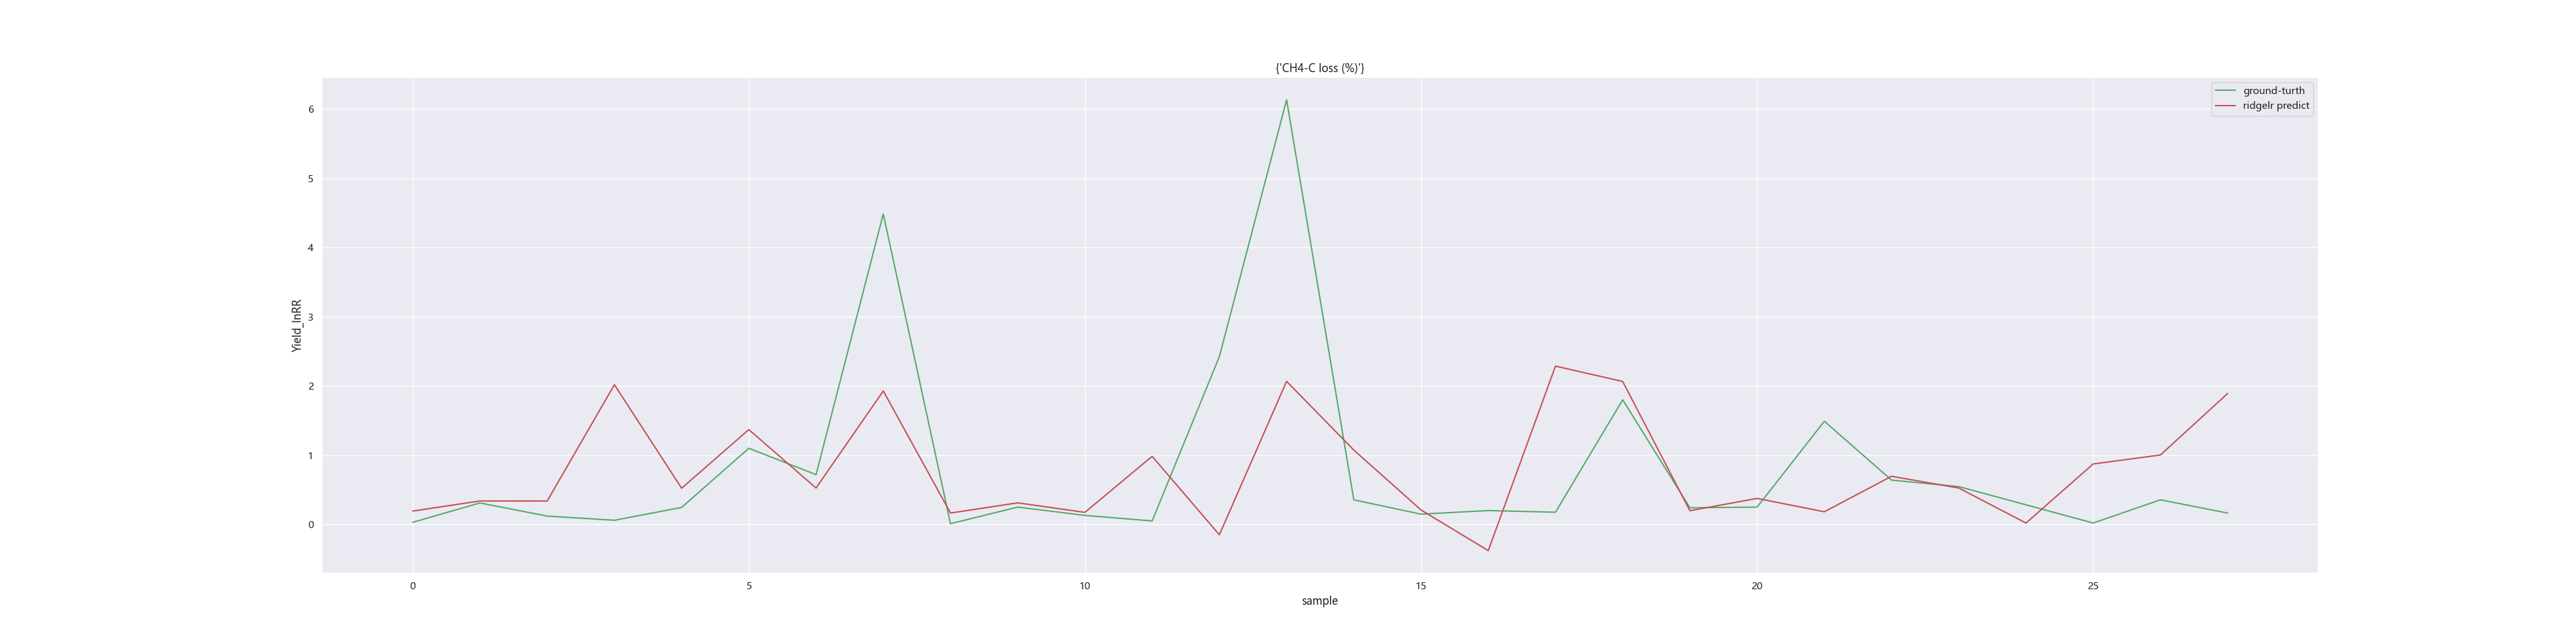 {'CH4-C loss (%)'}
ground-turth
ridgelr predict
6
5
4
3
2
1
0
Yield_lnRR
0 5 10 15 20 25
sample